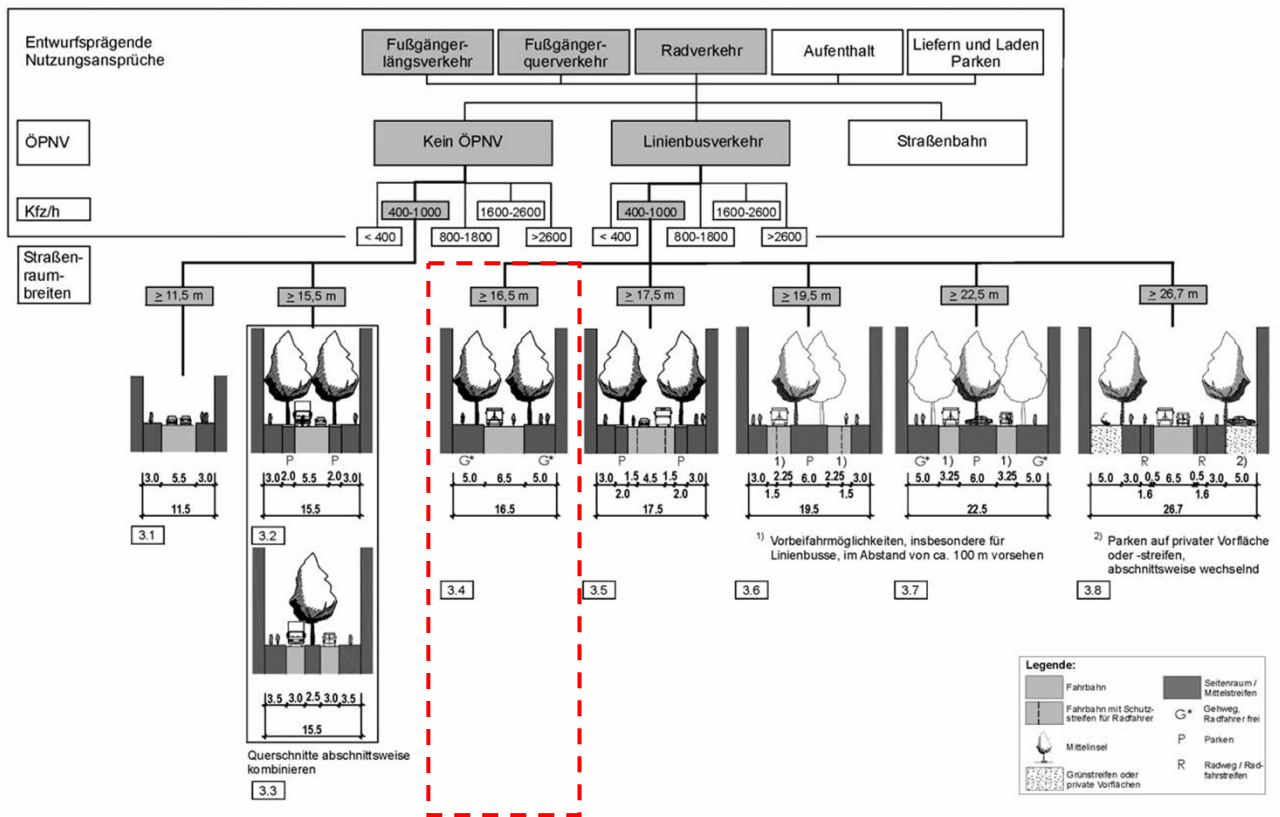 Entwurfsprägende
Nutzungsansprüche
Fußgänger-
längsverkehr
Fußgänger-
querverkehr
Radverkehr
Aufenthalt
Liefern und Laden
Parken
ÖPNV
Kein ÖPNV
Linienbusverkehr
Straßenbahn
Kfz/h
400-1000
1600-2600
400-1000
1600-2600
< 400
800-1800
>2600
< 400
800-1800
>2600
Straßen-
raum-
breiten
≥ 11,5 m
≥ 15,5 m
≥ 16,5 m
≥ 17,5 m
≥ 19,5 m
≥ 22,5 m
≥ 26,7 m
P P
G* G*
P P
1) P 1)
G* 1) P 1) G*
R R 2)
3.0 5.5 3.0
11.5
3.1
3.0 2.0 5.5 2.0 3.0
15.5
3.2
5.0 6.5 5.0
16.5
3.4
3.0 1.5 4.5 1.5 3.0
2.0 2.0
17.5
3.5
3.0 2.25 6.0 2.25 3.0
1.5 1.5
19.5
5.0 3.25 6.0 3.25 5.0
22.5
1) Vorbeifahrmöglichkeiten, insbesondere für
Linienbusse, im Abstand von ca. 100 m vorsehen
3.6
3.7
5.0 3.0 0.5 6.5 0.5 3.0 5.0
1.6 1.6
26.7
2) Parken auf privater Vorfläche
oder -streifen,
abschnittsweise wechselnd
3.8
3.5 3.0 2.5 3.0 3.5
15.5
Querschnitte abschnittsweise
kombinieren
3.3
Legende:
Fahrbahn
Fahrbahn mit Schutz-
streifen für Radfahrer
Mittelinsel
Grünstreifen oder
private Vorflächen
Seitenraum /
Mittelstreifen
G* Gehweg,
Radfahrer frei
P Parken
R Radweg / Rad-
fahrstreifen